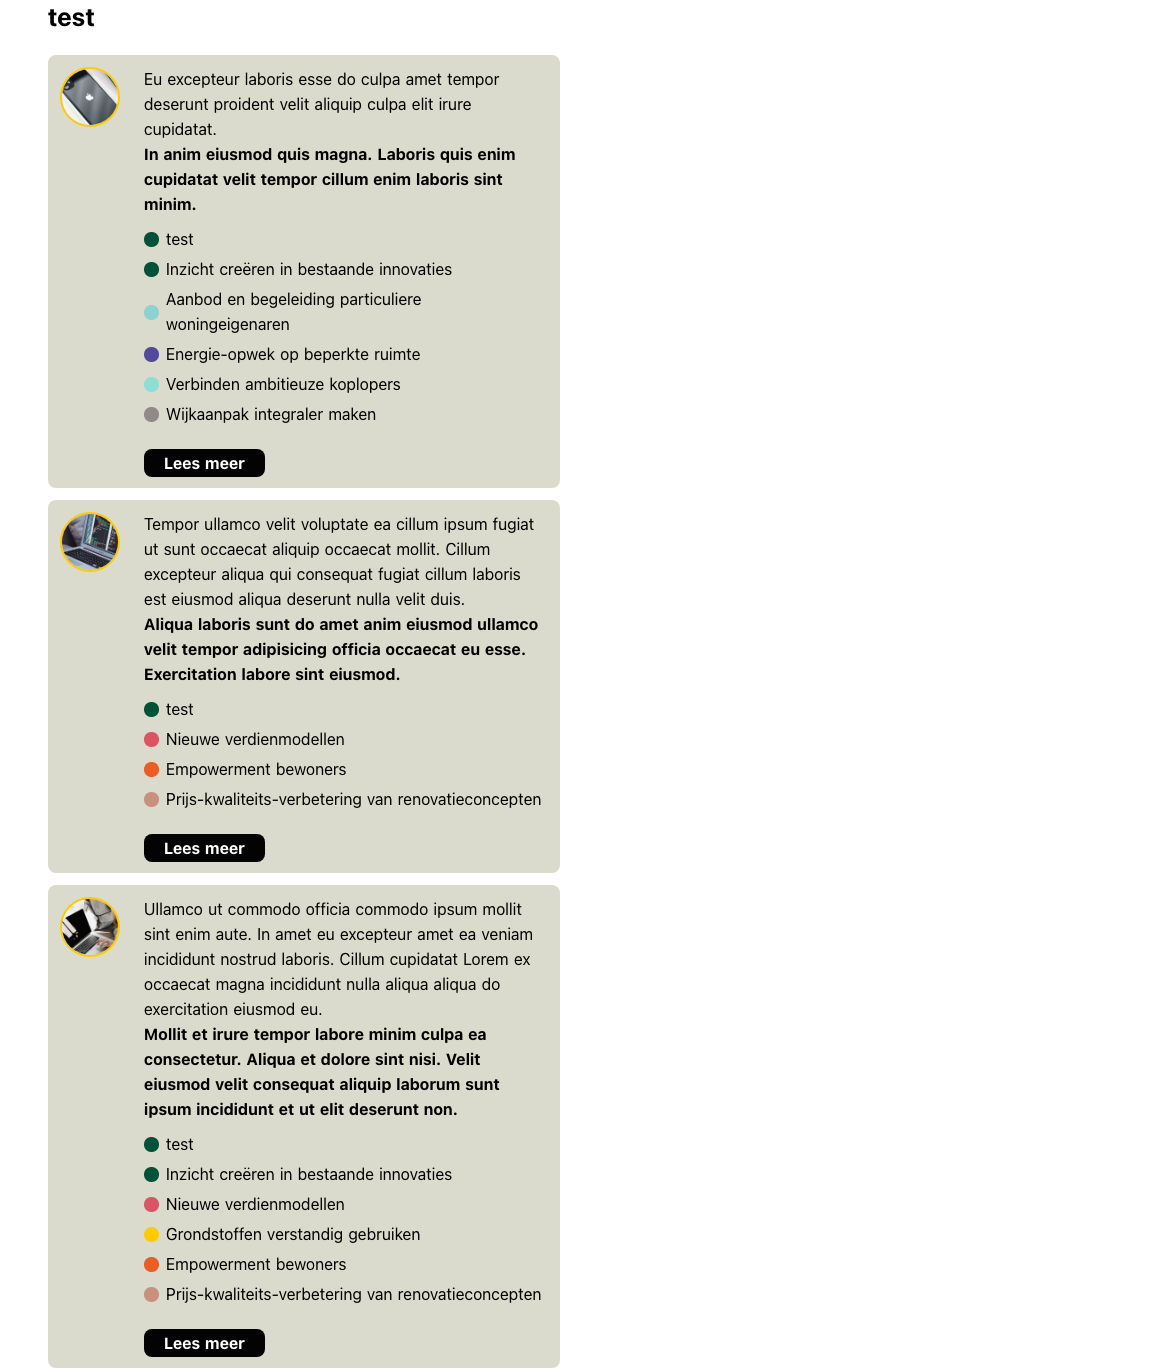 test
Eu excepteur laboris esse do culpa amet tempor
deserunt proident velit aliquip culpa elit irure
cupidatat.
In anim eiusmod quis magna. Laboris quis enim
cupidatat velit tempor cillum enim laboris sint
minim.
test
Inzicht creëren in bestaande innovaties
Aanbod en begeleiding particuliere
woningeigenaren
Energie-opwek op beperkte ruimte
Verbinden ambitieuze koplopers
Wijkaanpak integraler maken
Lees meer
Tempor ullamco velit voluptate ea cillum ipsum fugiat
ut sunt occaecat aliquip occaecat mollit. Cillum
excepteur aliqua qui consequat fugiat cillum laboris
est eiusmod aliqua deserunt nulla velit duis.
Aliqua laboris sunt do amet anim eiusmod ullamco
velit tempor adipisicing officia occaecat eu esse.
Exercitation labore sint eiusmod.
test
Nieuwe verdienmodellen
Empowerment bewoners
Prijs-kwaliteits-verbetering van renovatieconcepten
Lees meer
Ullamco ut commodo officia commodo ipsum mollit
sint enim aute. In amet eu excepteur amet ea veniam
incididunt nostrud laboris. Cillum cupidatat Lorem ex
occaecat magna incididunt nulla aliqua aliqua do
exercitation eiusmod eu.
Mollit et irure tempor labore minim culpa ea
consectetur. Aliqua et dolore sint nisi. Velit
eiusmod velit consequat aliquip laborum sunt
ipsum incididunt et ut elit deserunt non.
test
Inzicht creëren in bestaande innovaties
Nieuwe verdienmodellen
Grondstoffen verstandig gebruiken
Empowerment bewoners
Prijs-kwaliteits-verbetering van renovatieconcepten
Lees meer